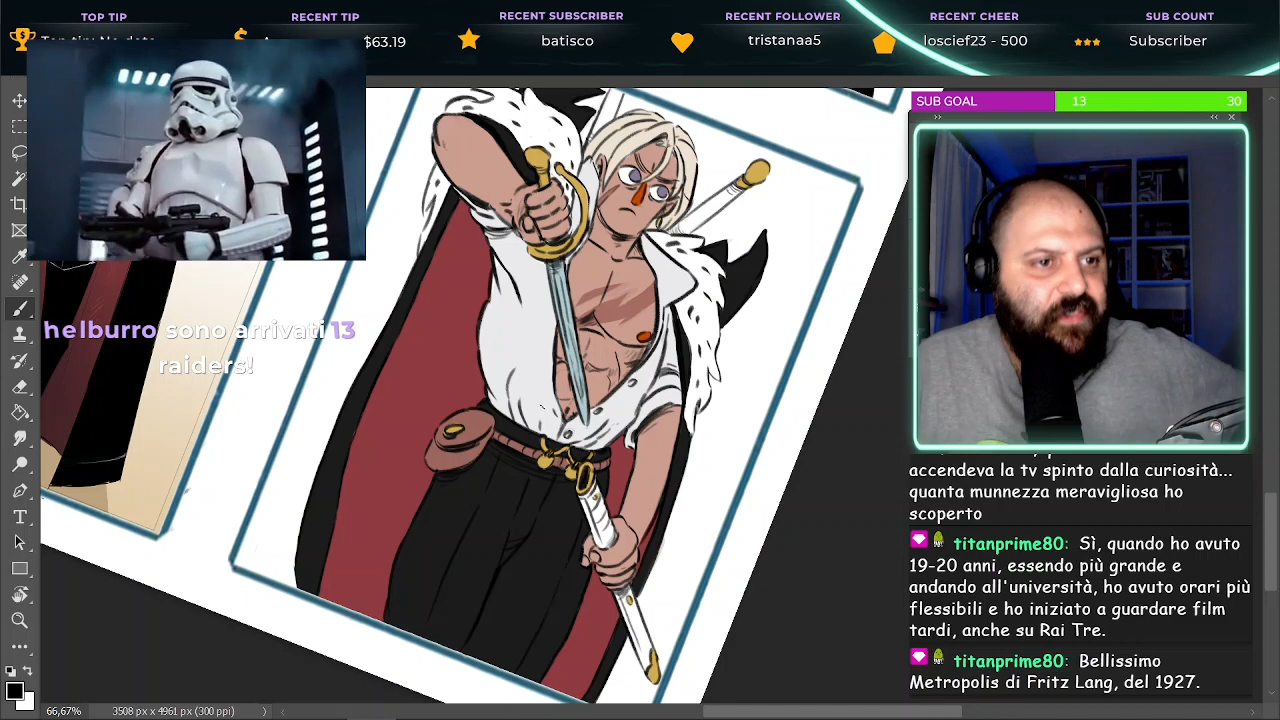 TOP TIP
RECENT TIP
RECENT SUBSCRIBER
RECENT FOLLOWER
RECENT CHEER
SUB COUNT
$63.19
batisco
tristanaa5
loscief23 - 500
Subscriber
SUB GOAL
13
30
helburro sono arrivati 13
raiders!
accendeva la tv spinto dalla curiosità...
quanta munnezza meravigliosa ho
scoperto
titanprime80: Sì, quando ho avuto
19-20 anni, essendo più grande e
andando all'università, ho avuto orari più
flessibili e ho iniziato a guardare film
tardi, anche su Rai Tre.
titanprime80: Bellissimo
Metropolis di Fritz Lang, del 1927.
66,67%
3508 px x 4961 px (300 ppi)